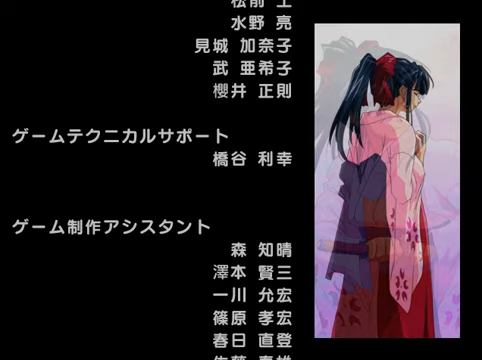 水野 亮
見城 加奈子
武 亜希子
櫻井 正則
ゲームテクニカルサポート
橋谷 利幸
ゲーム制作アシスタント
森 知晴
澤本 賢三
一川 允宏
篠原 孝宏
春日 直登